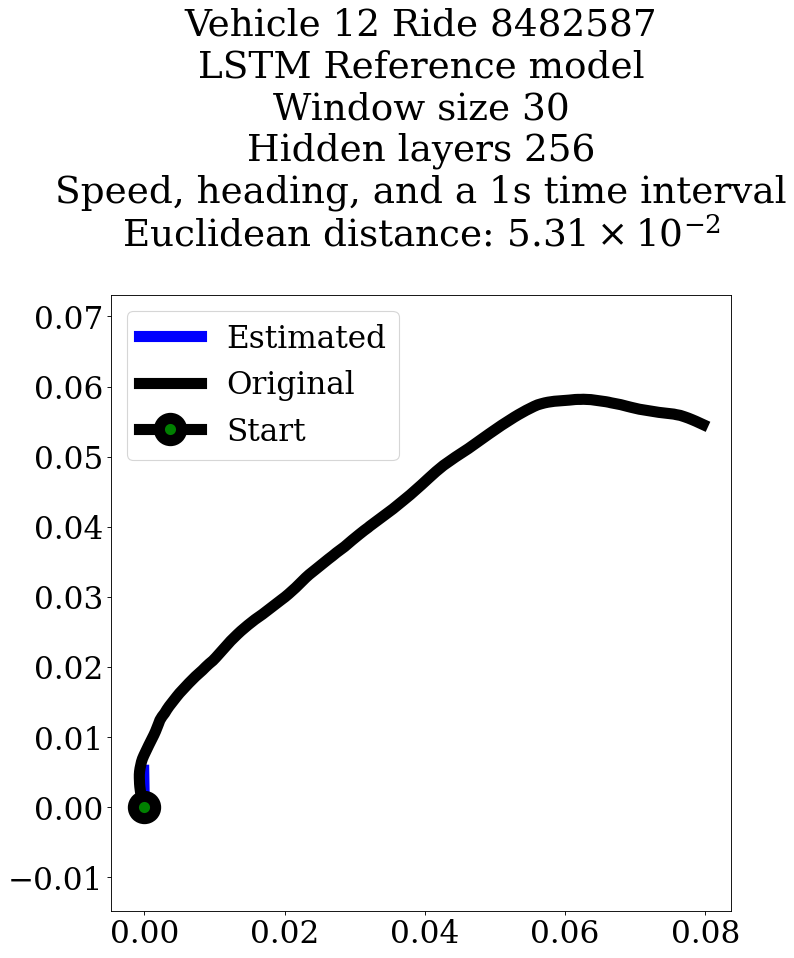 Vehicle 12 Ride 8482587
LSTM Reference model
Window size 30
Hidden layers 256
Speed, heading, and a 1s time interval
Euclidean distance: 5.31 × 10⁻²
Estimated
Original
Start
0.07
0.06
0.05
0.04
0.03
0.02
0.01
0.00
−0.01
0.00 0.02 0.04 0.06 0.08